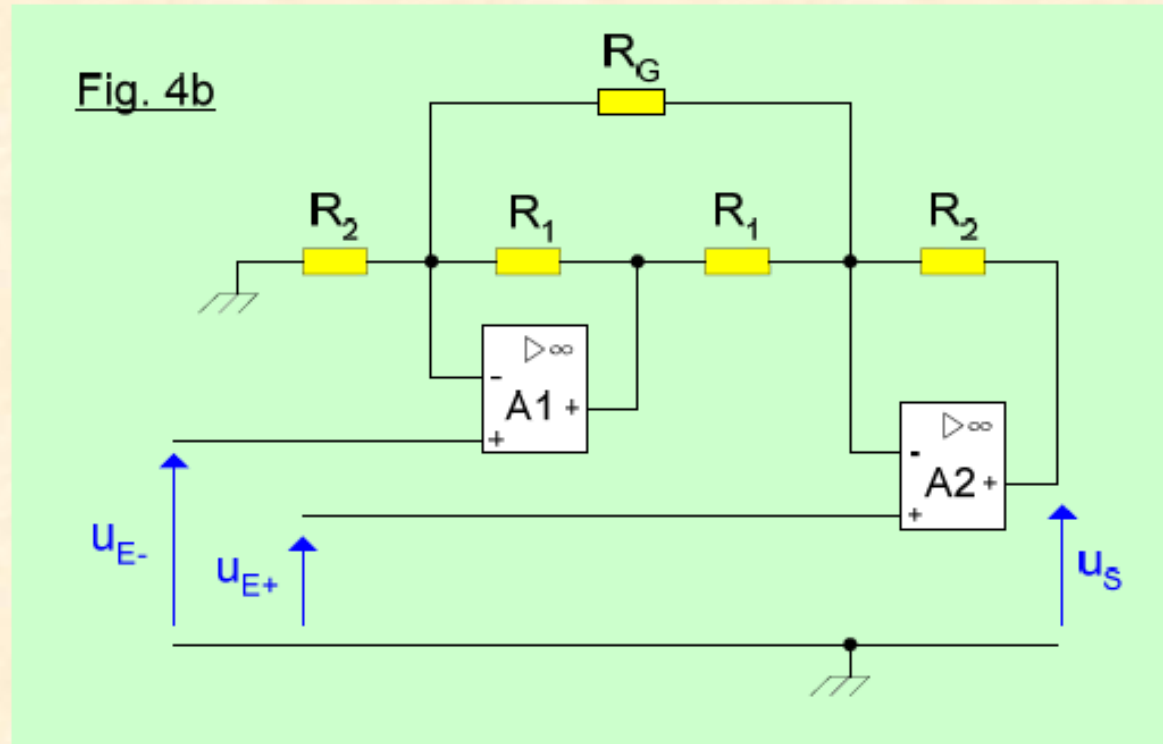 Fig. 4b
R_G
R_2 R_1 R_1 R_2
▷∞
-
A1 +
+
▷∞
-
A2 +
+
u_E-
u_E+
u_S